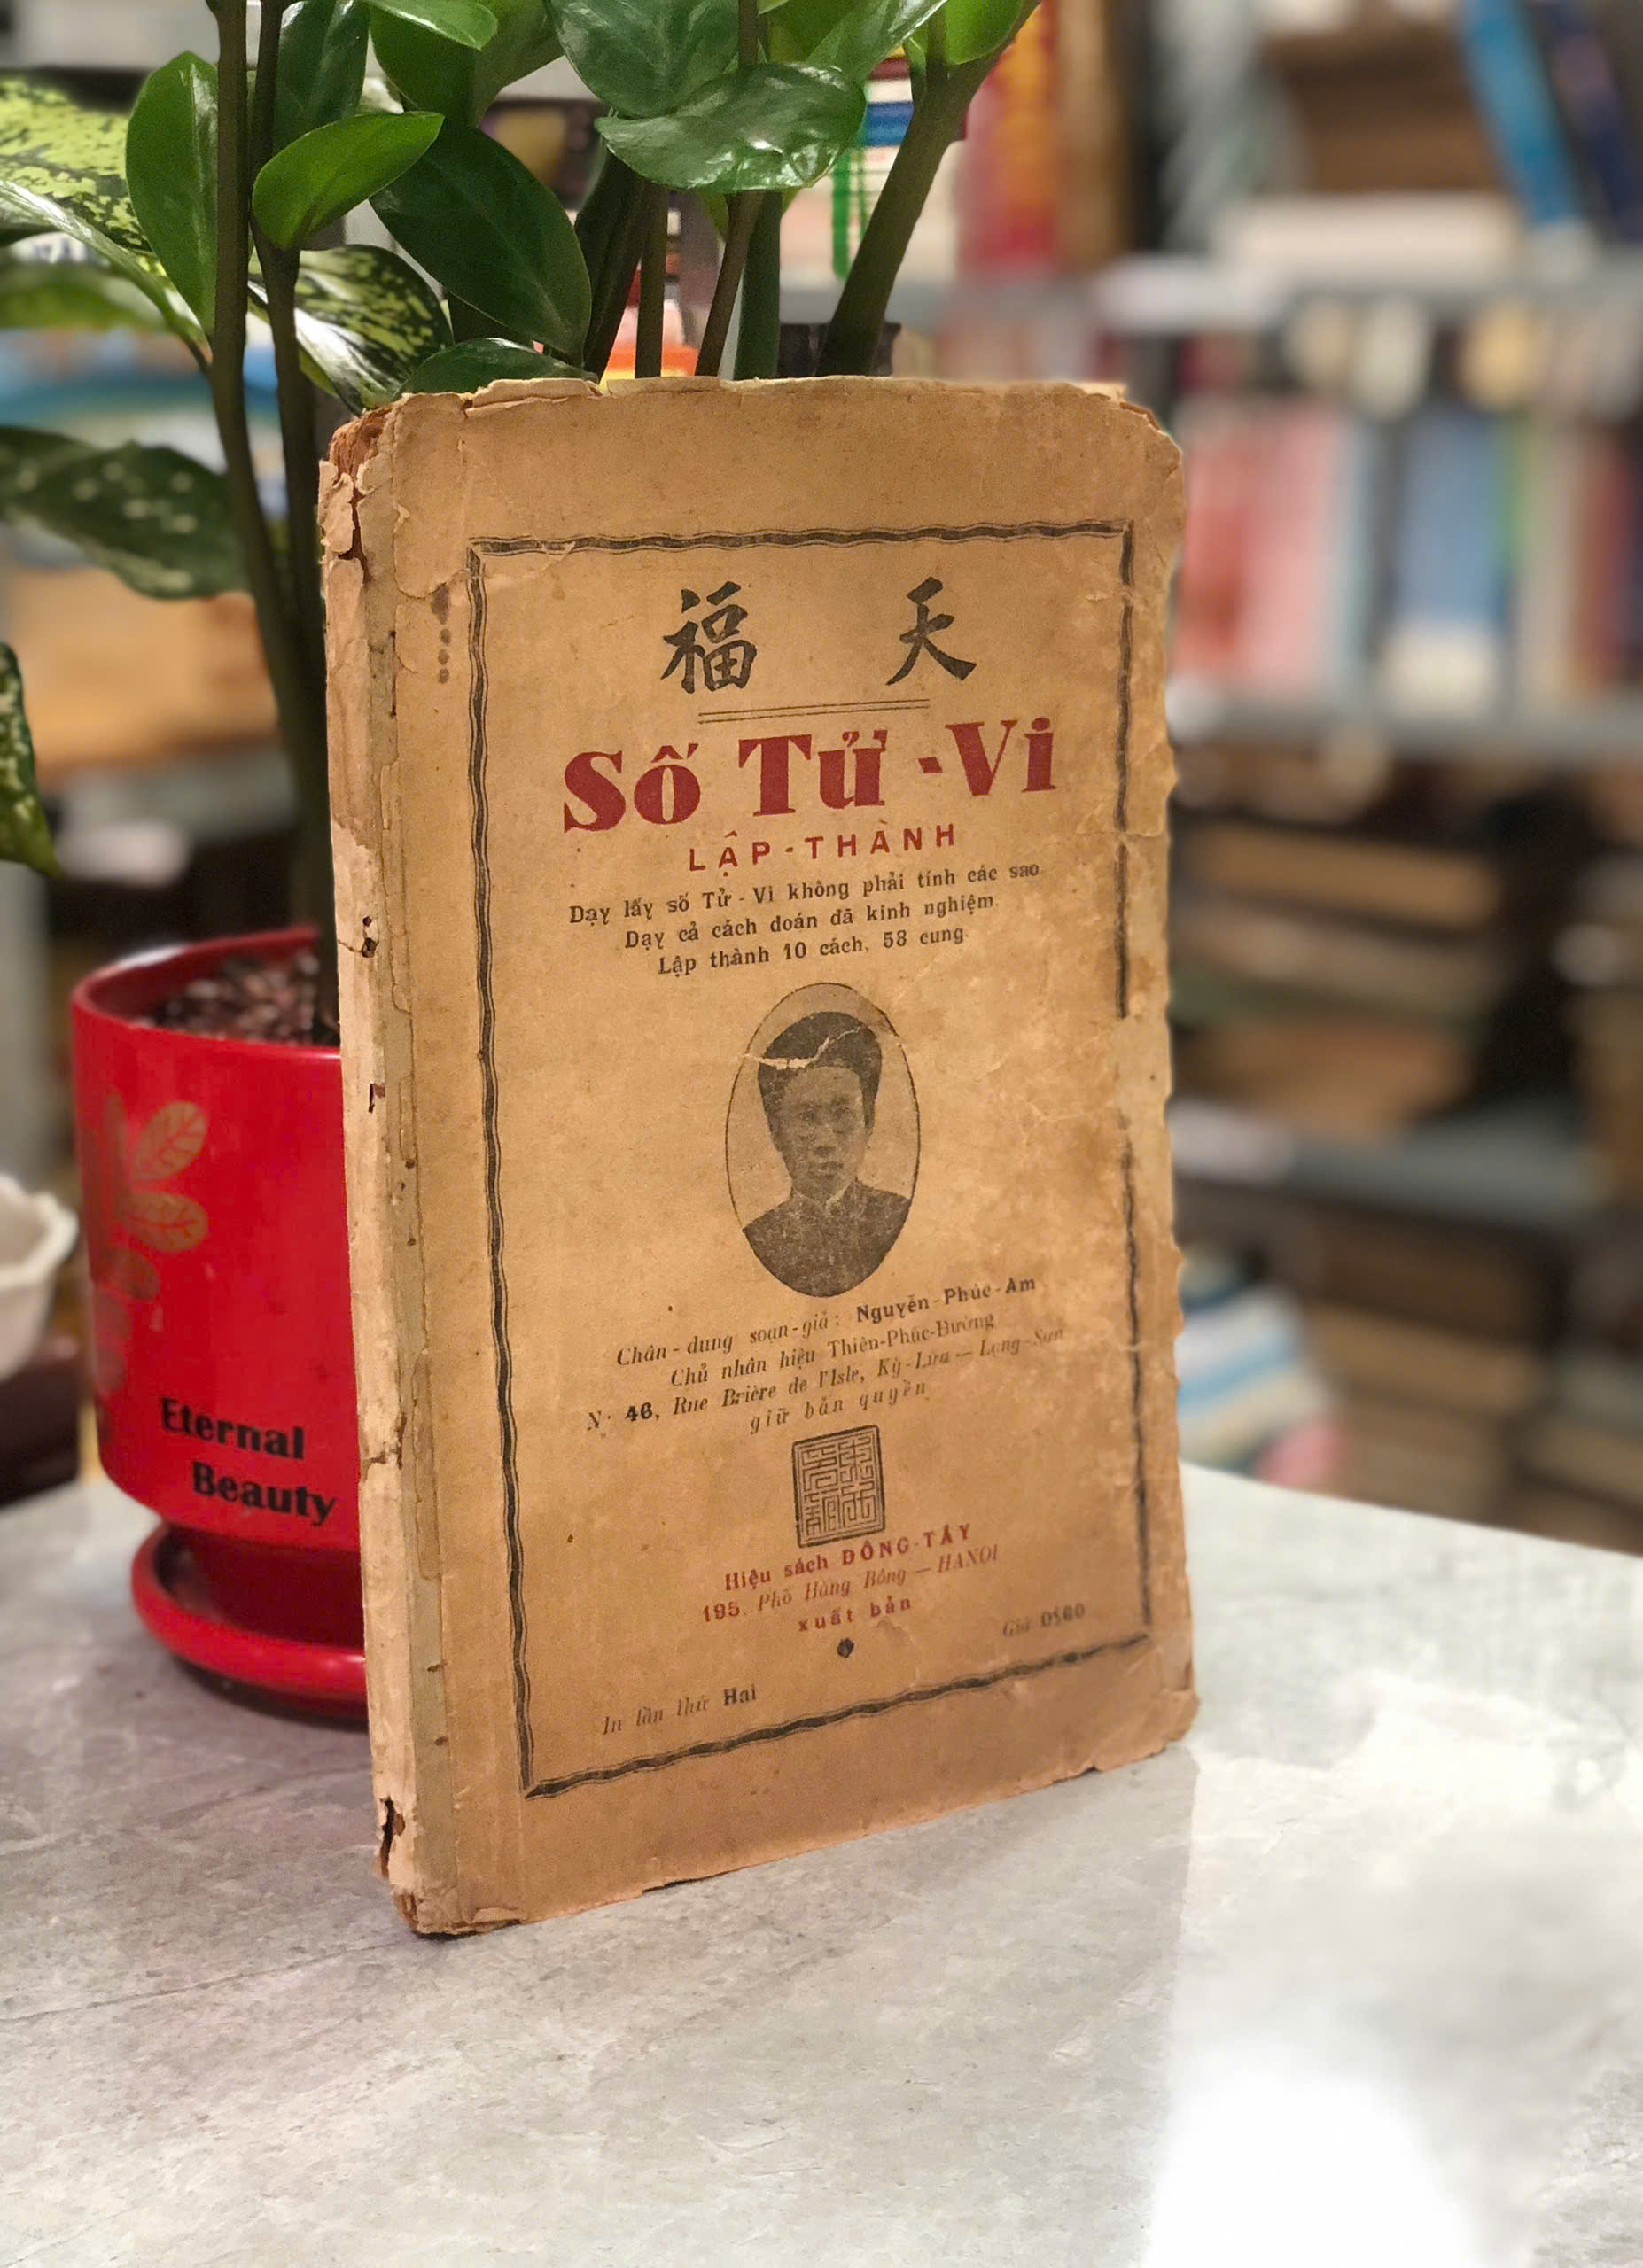 福 天
Số Tử-Vi
LẬP-THÀNH
Dạy lấy số Tử-Vi không phải tính các sao
Dạy cả cách đoán đã kinh nghiệm.
Lập thành 10 cách, 58 cung.
Chân-dung soạn-giả: Nguyễn-Phúc-Am
Chủ nhân hiệu Thiên-Phúc-Đường
N· 46, Rue Brière de l'Isle, Kỳ-Lừa — Lạng-Sơn
giữ bản quyền
Hiệu sách ĐÔNG-TÂY
195. Phố Hàng Bông — HANOI
xuất bản
Giá 0$60
In lần thứ Hai
Eternal
Beauty